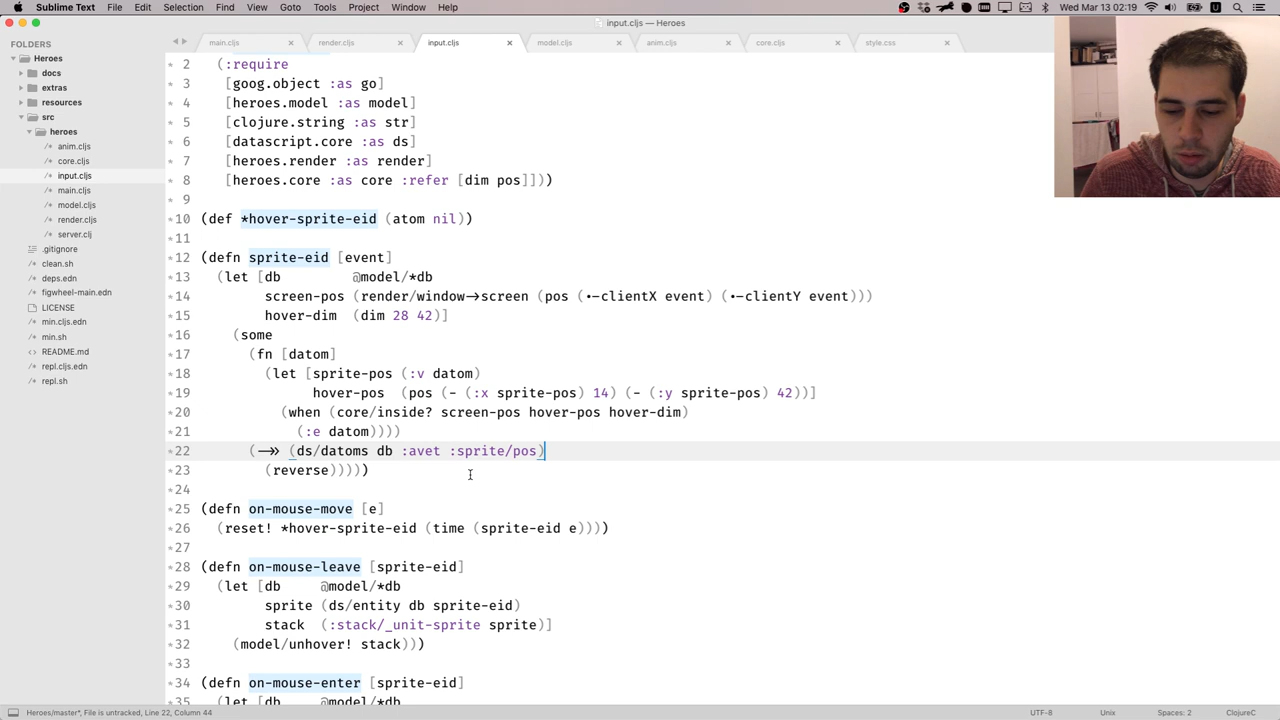 Sublime Text File Edit Selection Find View Goto Tools Project Window Help Wed Mar 13 02:19
input.cljs — Heroes
main.cljs × render.cljs × input.cljs × model.cljs × anim.cljs × core.cljs × style.css ×
FOLDERS
Heroes
docs
extras
resources
src
heroes
/* anim.cljs
/* core.cljs
/* input.cljs
/* main.cljs
/* model.cljs
/* render.cljs
/* server.clj
.gitignore
/* clean.sh
/* deps.edn
/* figwheel-main.edn
LICENSE
/* min.cljs.edn
/* min.sh
README.md
/* repl.cljs.edn
/* repl.sh
2 (:require
3 [goog.object :as go]
4 [heroes.model :as model]
5 [clojure.string :as str]
6 [datascript.core :as ds]
7 [heroes.render :as render]
8 [heroes.core :as core :refer [dim pos]]))
9
10 (def *hover-sprite-eid (atom nil))
11
12 (defn sprite-eid [event]
13 (let [db @model/*db
14 screen-pos (render/window->screen (pos (.-clientX event) (.-clientY event)))
15 hover-dim (dim 28 42)]
16 (some
17 (fn [datom]
18 (let [sprite-pos (:v datom)
19 hover-pos (pos (- (:x sprite-pos) 14) (- (:y sprite-pos) 42))]
20 (when (core/inside? screen-pos hover-pos hover-dim)
21 (:e datom))))
22 (->> (ds/datoms db :avet :sprite/pos)
23 (reverse)))))
24
25 (defn on-mouse-move [e]
26 (reset! *hover-sprite-eid (time (sprite-eid e))))
27
28 (defn on-mouse-leave [sprite-eid]
29 (let [db @model/*db
30 sprite (ds/entity db sprite-eid)
31 stack (:stack/_unit-sprite sprite)]
32 (model/unhover! stack)))
33
34 (defn on-mouse-enter [sprite-eid]
35 (let [db @model/*db
Heroes/master*, File is untracked, Line 22, Column 44 UTF-8 Unix Spaces: 2 ClojureC